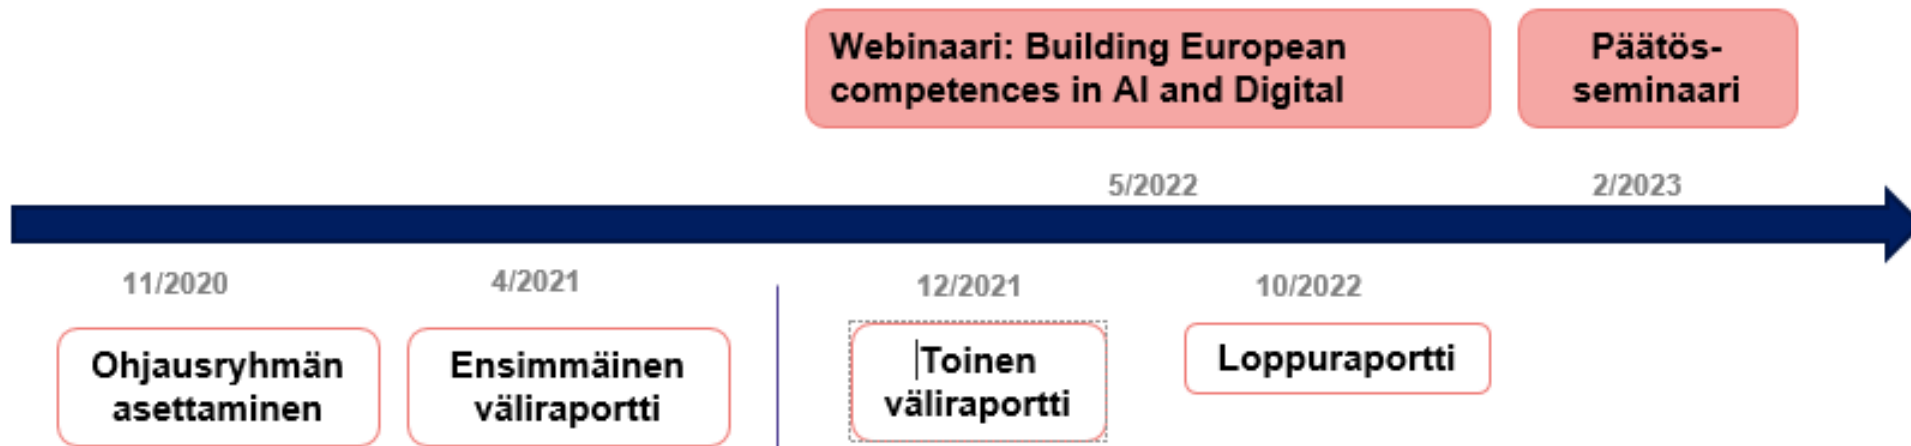 Webinaari: Building European
competences in AI and Digital
Päätös-
seminaari
5/2022
2/2023
11/2020
4/2021
12/2021
10/2022
Ohjausryhmän
asettaminen
Ensimmäinen
väliraportti
Toinen
väliraportti
Loppuraportti